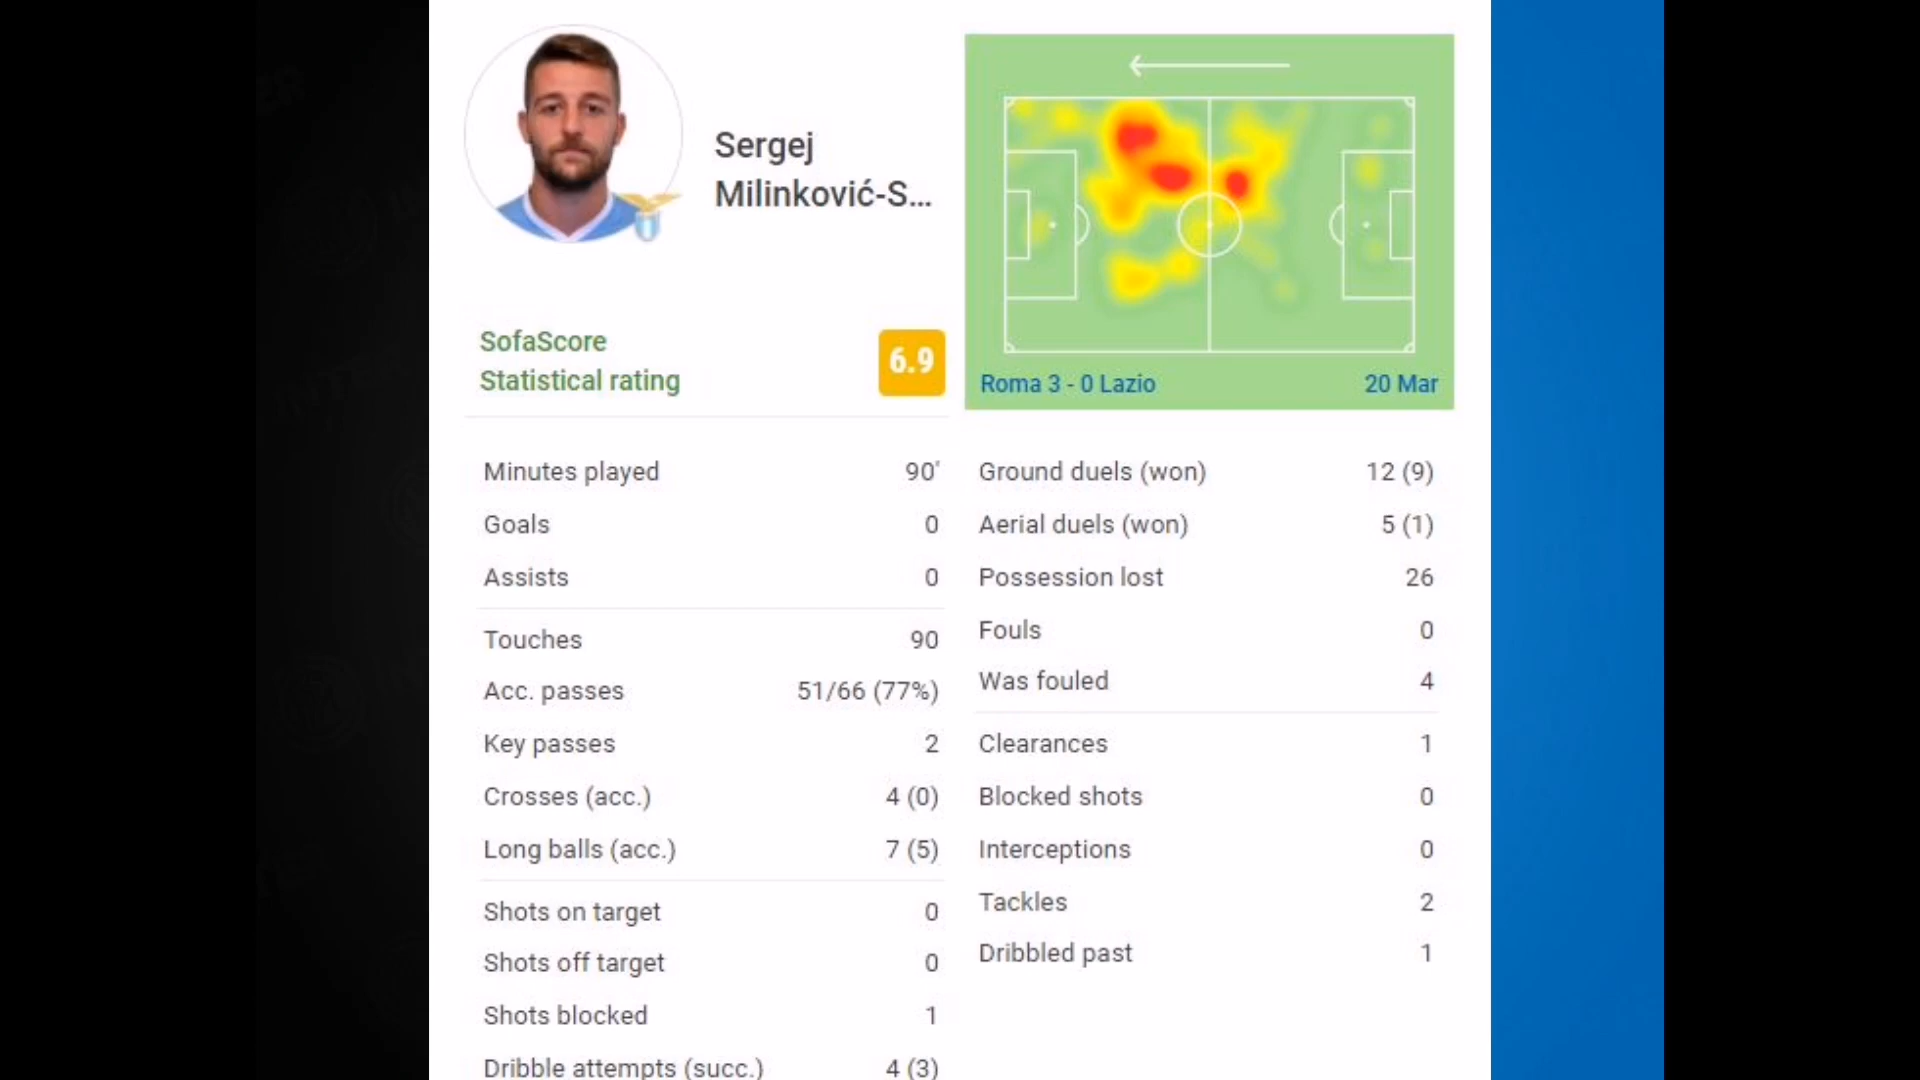 Sergej
Milinković-S...
SofaScore
Statistical rating
6.9
Roma 3 - 0 Lazio
20 Mar
Minutes played 90'
Goals 0
Assists 0
Touches 90
Acc. passes 51/66 (77%)
Key passes 2
Crosses (acc.) 4 (0)
Long balls (acc.) 7 (5)
Shots on target 0
Shots off target 0
Shots blocked 1
Dribble attempts (succ.) 4 (3)
Ground duels (won) 12 (9)
Aerial duels (won) 5 (1)
Possession lost 26
Fouls 0
Was fouled 4
Clearances 1
Blocked shots 0
Interceptions 0
Tackles 2
Dribbled past 1